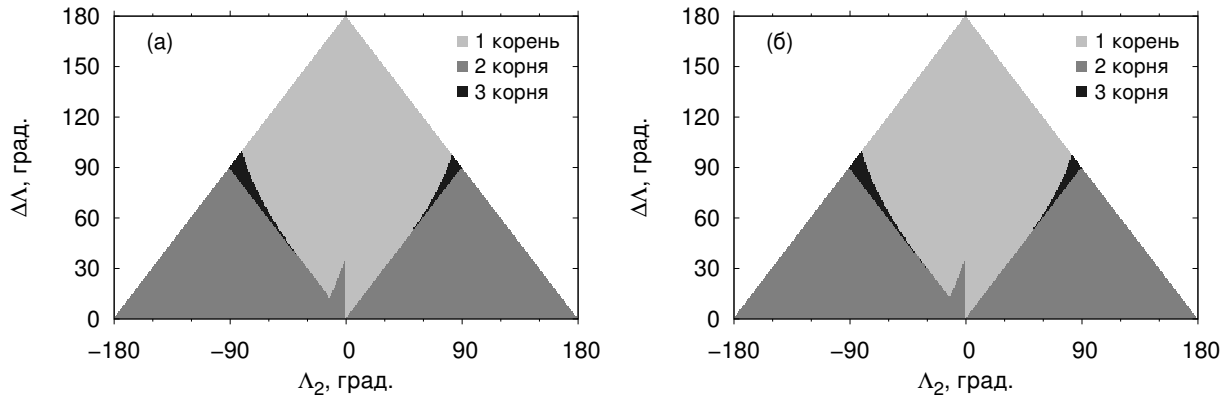 (а)
1 корень
2 корня
3 корня
180
150
120
90
60
30
0
ΔΛ, град.
−180 −90 0 90 180
Λ₂, град.
(б)
1 корень
2 корня
3 корня
180
150
120
90
60
30
0
ΔΛ, град.
−180 −90 0 90 180
Λ₂, град.